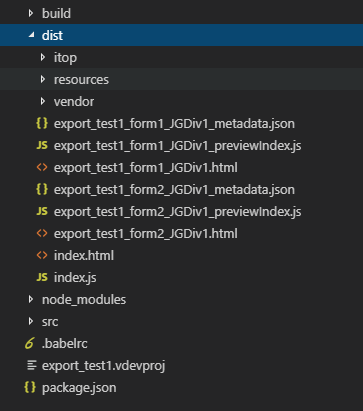 build
dist
itop
resources
vendor
{} export_test1_form1_JGDiv1_metadata.json
JS export_test1_form1_JGDiv1_previewIndex.js
<> export_test1_form1_JGDiv1.html
{} export_test1_form2_JGDiv1_metadata.json
JS export_test1_form2_JGDiv1_previewIndex.js
<> export_test1_form2_JGDiv1.html
<> index.html
JS index.js
node_modules
src
.babelrc
export_test1.vdevproj
{} package.json